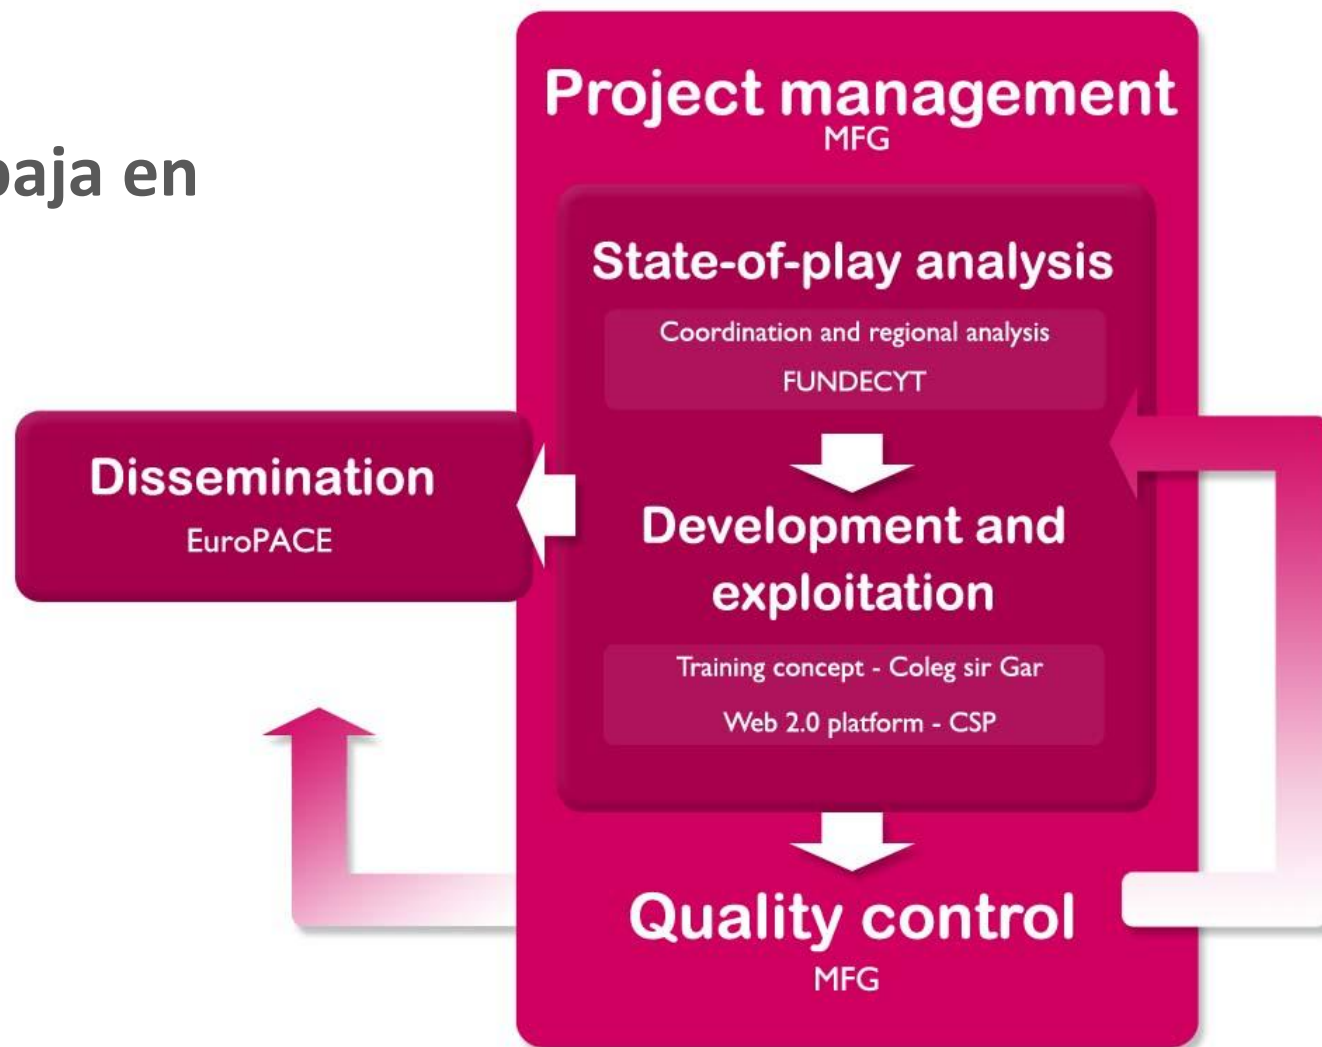 en
Project management
MFG
State-of-play analysis
Coordination and regional analysis
FUNDECYT
Dissemination
EuroPACE
Development and
exploitation
Training concept - Coleg sir Gar
Web 2.0 platform - CSP
Quality control
MFG